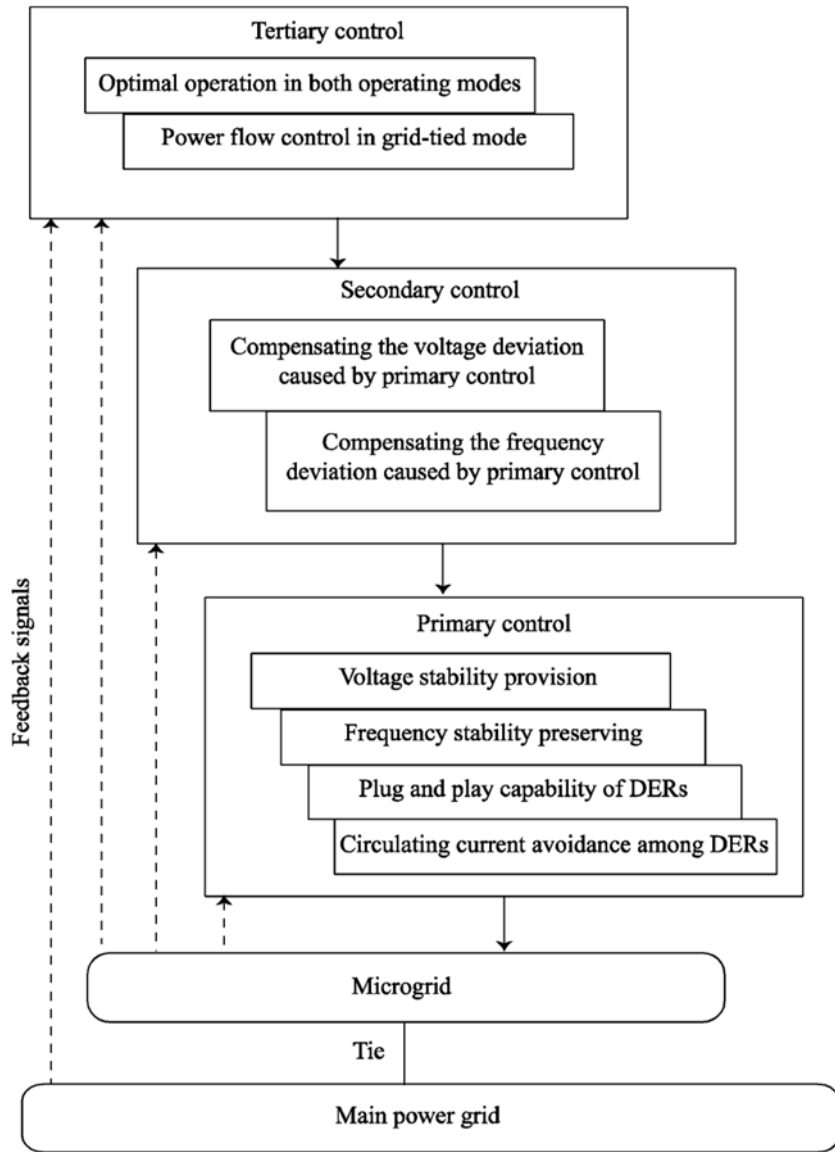 Tertiary control
Optimal operation in both operating modes
Power flow control in grid-tied mode
Secondary control
Compensating the voltage deviation
caused by primary control
Compensating the frequency
deviation caused by primary control
Primary control
Voltage stability provision
Frequency stability preserving
Plug and play capability of DERs
Circulating current avoidance among DERs
Feedback signals
Microgrid
Tie
Main power grid